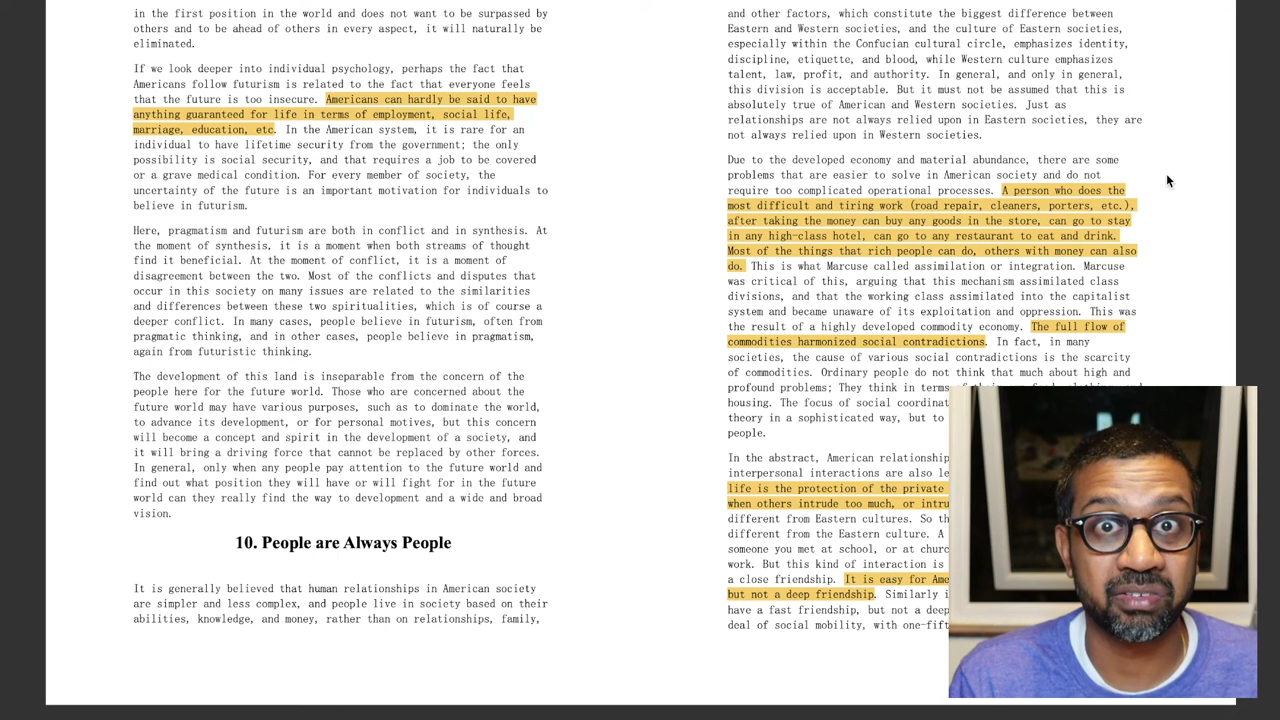 in the first position in the world and does not want to be surpassed by
others and to be ahead of others in every aspect, it will naturally be
eliminated.
If we look deeper into individual psychology, perhaps the fact that
Americans follow futurism is related to the fact that everyone feels
that the future is too insecure. Americans can hardly be said to have
anything guaranteed for life in terms of employment, social life,
marriage, education, etc. In the American system, it is rare for an
individual to have lifetime security from the government; the only
possibility is social security, and that requires a job to be covered
or a grave medical condition. For every member of society, the
uncertainty of the future is an important motivation for individuals to
believe in futurism.
Here, pragmatism and futurism are both in conflict and in synthesis. At
the moment of synthesis, it is a moment when both streams of thought
find it beneficial. At the moment of conflict, it is a moment of
disagreement between the two. Most of the conflicts and disputes that
occur in this society on many issues are related to the similarities
and differences between these two spiritualities, which is of course a
deeper conflict. In many cases, people believe in futurism, often from
pragmatic thinking, and in other cases, people believe in pragmatism,
again from futuristic thinking.
The development of this land is inseparable from the concern of the
people here for the future world. Those who are concerned about the
future world may have various purposes, such as to dominate the world,
to advance its development, or for personal motives, but this concern
will become a concept and spirit in the development of a society, and
it will bring a driving force that cannot be replaced by other forces.
In general, only when any people pay attention to the future world and
find out what position they will have or will fight for in the future
world can they really find the way to development and a wide and broad
vision.
10. People are Always People
It is generally believed that human relationships in American society
are simpler and less complex, and people live in society based on their
abilities, knowledge, and money, rather than on relationships, family,
and other factors, which constitute the biggest difference between
Eastern and Western societies, and the culture of Eastern societies,
especially within the Confucian cultural circle, emphasizes identity,
discipline, etiquette, and blood, while Western culture emphasizes
talent, law, profit, and authority. In general, and only in general,
this division is acceptable. But it must not be assumed that this is
absolutely true of American and Western societies. Just as
relationships are not always relied upon in Eastern societies, they are
not always relied upon in Western societies.
Due to the developed economy and material abundance, there are some
problems that are easier to solve in American society and do not
require too complicated operational processes. A person who does the
most difficult and tiring work (road repair, cleaners, porters, etc.),
after taking the money can buy any goods in the store, can go to stay
in any high-class hotel, can go to any restaurant to eat and drink.
Most of the things that rich people can do, others with money can also
do. This is what Marcuse called assimilation or integration. Marcuse
was critical of this, arguing that this mechanism assimilated class
divisions, and that the working class assimilated into the capitalist
system and became unaware of its exploitation and oppression. This was
the result of a highly developed commodity economy. The full flow of
commodities harmonized social contradictions. In fact, in many
societies, the cause of various social contradictions is the scarcity
of commodities. Ordinary people do not think that much about high and
profound problems; They think in terms
housing. The focus of social coordinat
theory in a sophisticated way, but to
people.
In the abstract, American relationship
interpersonal interactions are also le
life is the protection of the private
when others intrude too much, or intru
different from Eastern cultures. So th
different from the Eastern culture. A
someone you met at school, or at churc
work. But this kind of interaction is
a close friendship. It is easy for Ame
but not a deep friendship. Similarly i
have a fast friendship, but not a deep
deal of social mobility, with one-fift